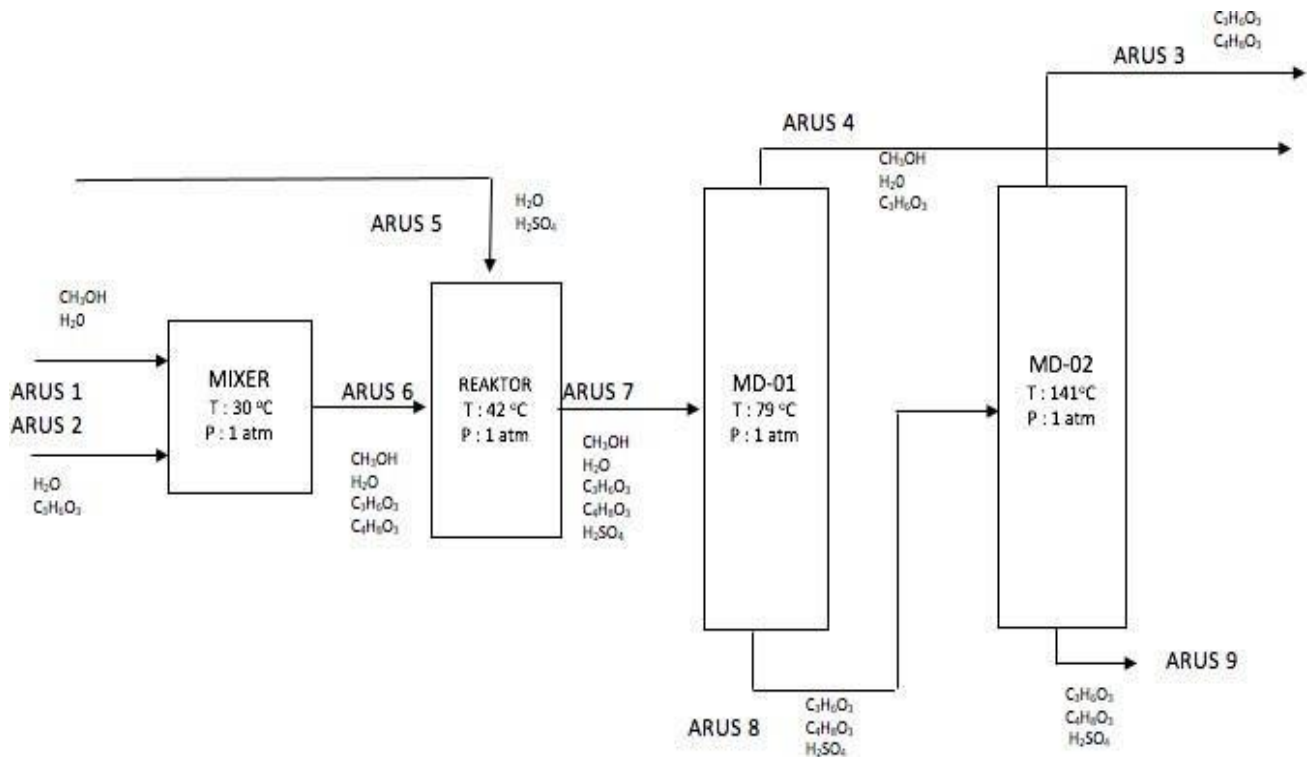 C₃H₆O₃
C₄H₈O₃
ARUS 3
ARUS 4
CH₃OH
H₂0
C₃H₆O₃
H₂O
H₂SO₄
ARUS 5
CH₃OH
H₂0
ARUS 1
ARUS 2
H₂O
C₃H₆O₃
MIXER
T : 30 °C
P : 1 atm
ARUS 6
CH₃OH
H₂O
C₃H₆O₃
C₄H₈O₃
REAKTOR
T : 42 °C
P : 1 atm
ARUS 7
CH₃OH
H₂O
C₃H₆O₃
C₄H₈O₃
H₂SO₄
MD-01
T : 79 °C
P : 1 atm
MD-02
T : 141°C
P : 1 atm
ARUS 8
C₃H₆O₃
C₄H₈O₃
H₂SO₄
ARUS 9
C₃H₆O₃
C₄H₈O₃
H₂SO₄